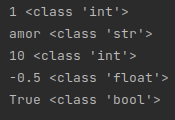 1 <class 'int'>
amor <class 'str'>
10 <class 'int'>
-0.5 <class 'float'>
True <class 'bool'>